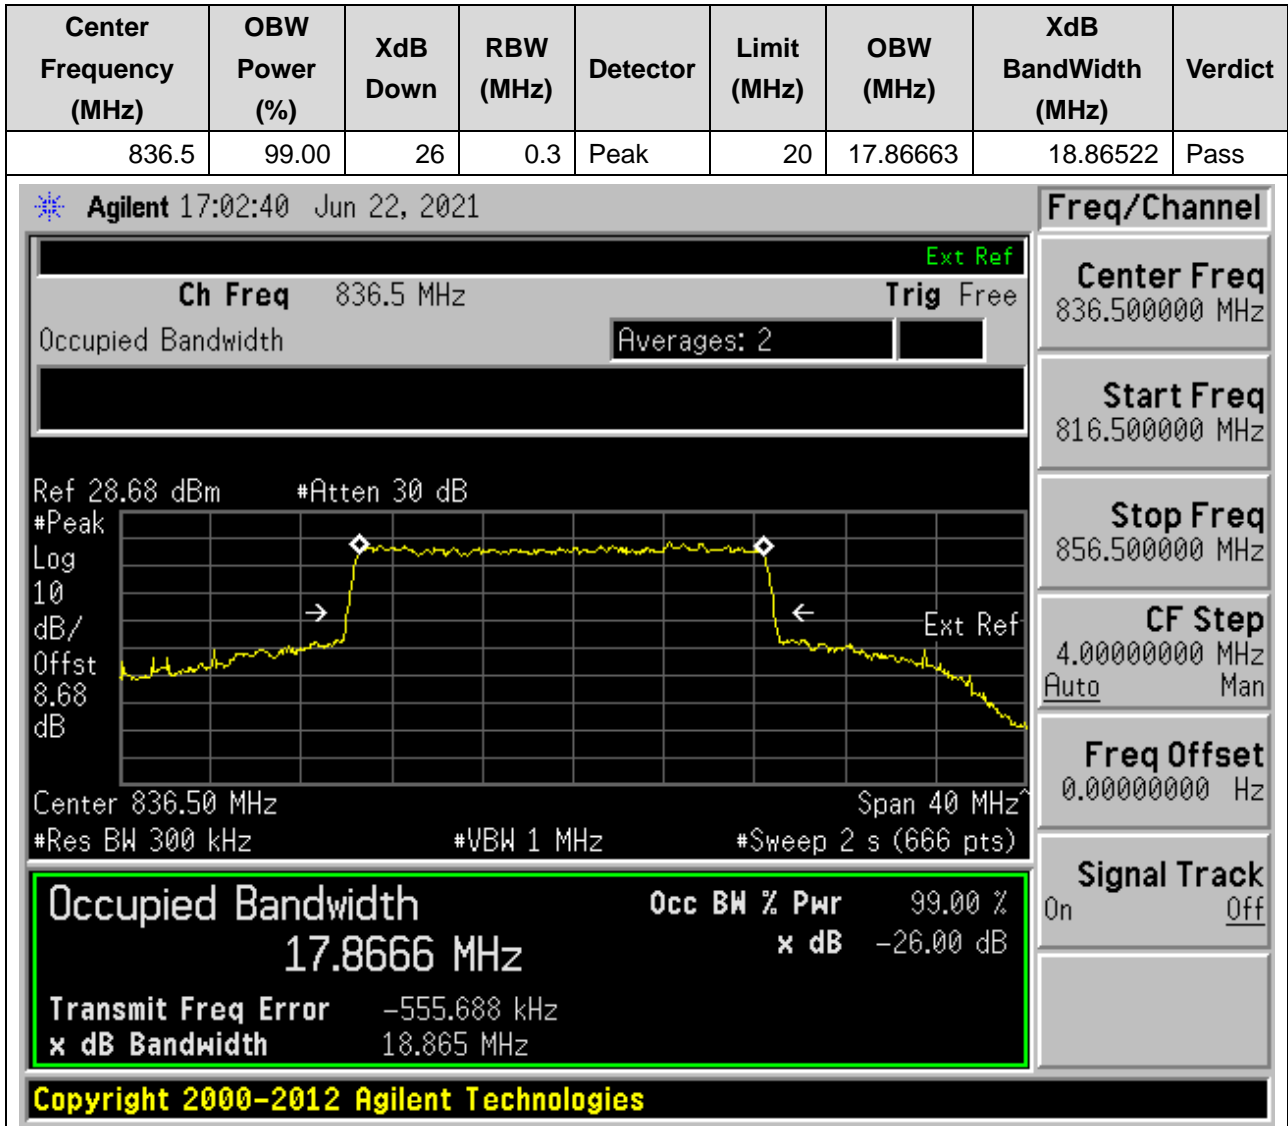 Center Frequency (MHz) OBW Power (%) XdB Down RBW (MHz) Detector Limit (MHz) OBW (MHz) XdB BandWidth (MHz) Verdict
836.5 99.00 26 0.3 Peak 20 17.86663 18.86522 Pass
Agilent 17:02:40 Jun 22, 2021
Freq/Channel
Ext Ref
Ch Freq 836.5 MHz Trig Free
Occupied Bandwidth Averages: 2
Center Freq
836.500000 MHz
Start Freq
816.500000 MHz
Stop Freq
856.500000 MHz
CF Step
4.00000000 MHz
Auto Man
Freq Offset
0.00000000 Hz
Signal Track
On Off
Ref 28.68 dBm #Atten 30 dB
#Peak
Log
10
dB/
Offst
8.68
dB
Ext Ref
Center 836.50 MHz Span 40 MHz^
#Res BW 300 kHz #VBW 1 MHz #Sweep 2 s (666 pts)
Occupied Bandwidth
17.8666 MHz
Occ BW % Pwr 99.00 %
x dB -26.00 dB
Transmit Freq Error -555.688 kHz
x dB Bandwidth 18.865 MHz
Copyright 2000-2012 Agilent Technologies